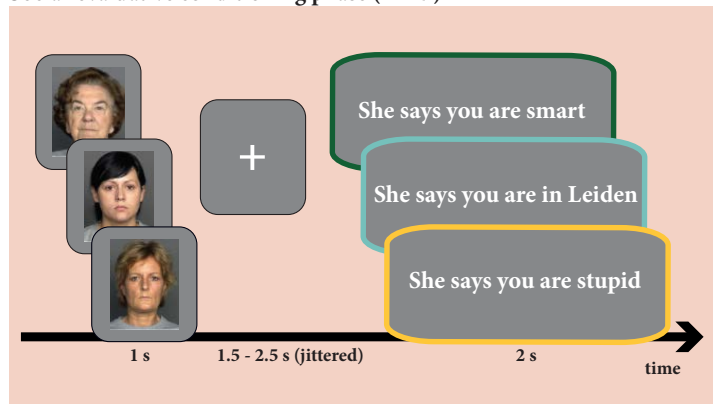 She says you are smart
+
She says you are in Leiden
She says you are stupid
1 s
1.5 - 2.5 s (jittered)
2 s
time